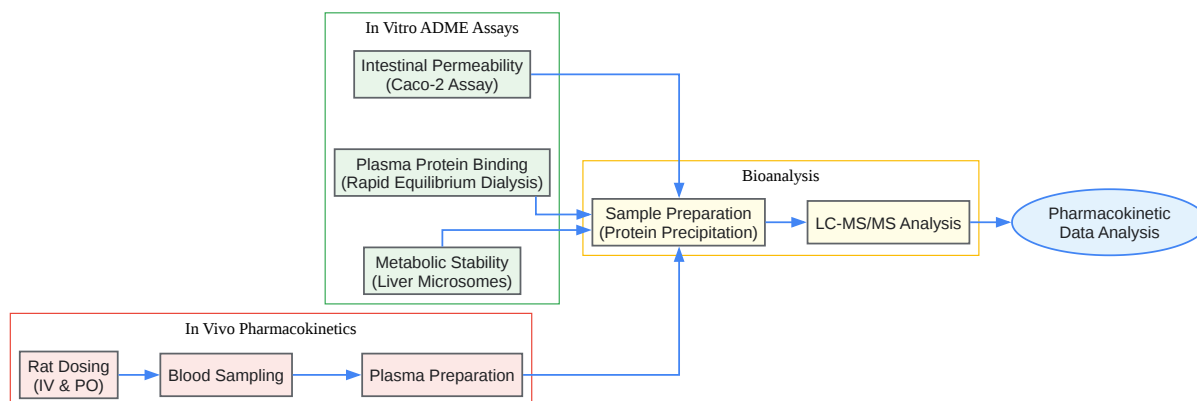 In Vitro ADME Assays
Intestinal Permeability
(Caco-2 Assay)
Plasma Protein Binding
(Rapid Equilibrium Dialysis)
Metabolic Stability
(Liver Microsomes)
Bioanalysis
Sample Preparation
(Protein Precipitation)
LC-MS/MS Analysis
Pharmacokinetic
Data Analysis
In Vivo Pharmacokinetics
Rat Dosing
(IV & PO)
Blood Sampling
Plasma Preparation